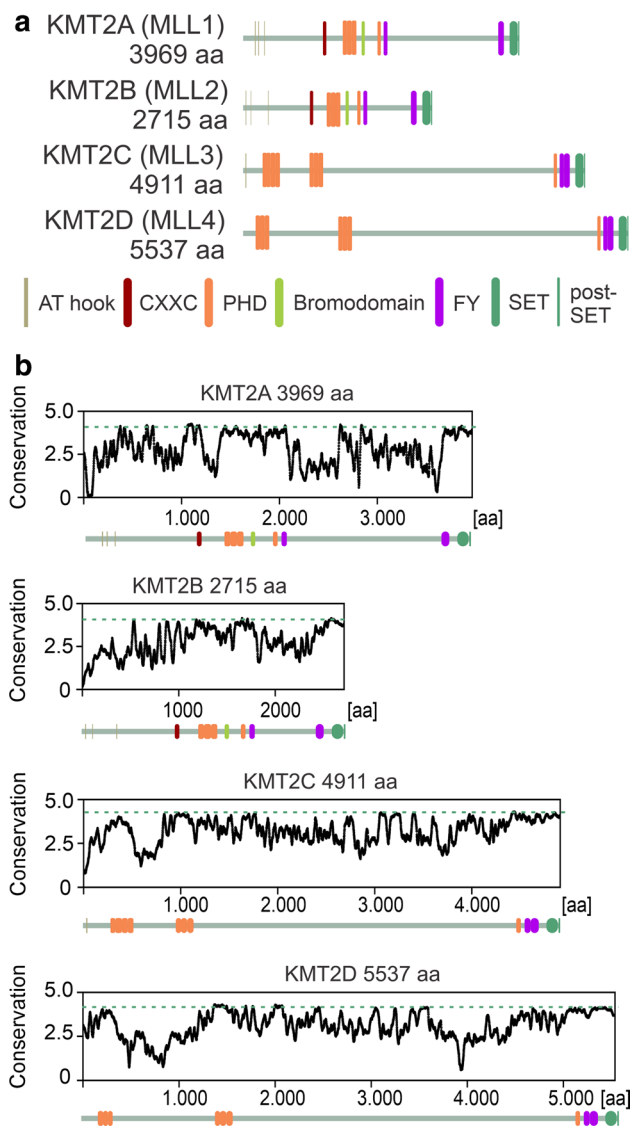 a
KMT2A (MLL1)
3969 aa
KMT2B (MLL2)
2715 aa
KMT2C (MLL3)
4911 aa
KMT2D (MLL4)
5537 aa
AT hook CXXC PHD Bromodomain FY SET post-SET
b
KMT2A 3969 aa
Conservation
5.0
2.5
0
1.000 2.000 3.000 [aa]
KMT2B 2715 aa
Conservation
5.0
2.5
0
1000 2000 [aa]
KMT2C 4911 aa
Conservation
5.0
2.5
0
1.000 2.000 3.000 4.000 [aa]
KMT2D 5537 aa
Conservation
5.0
2.5
0
1.000 2.000 3.000 4.000 5.000 [aa]